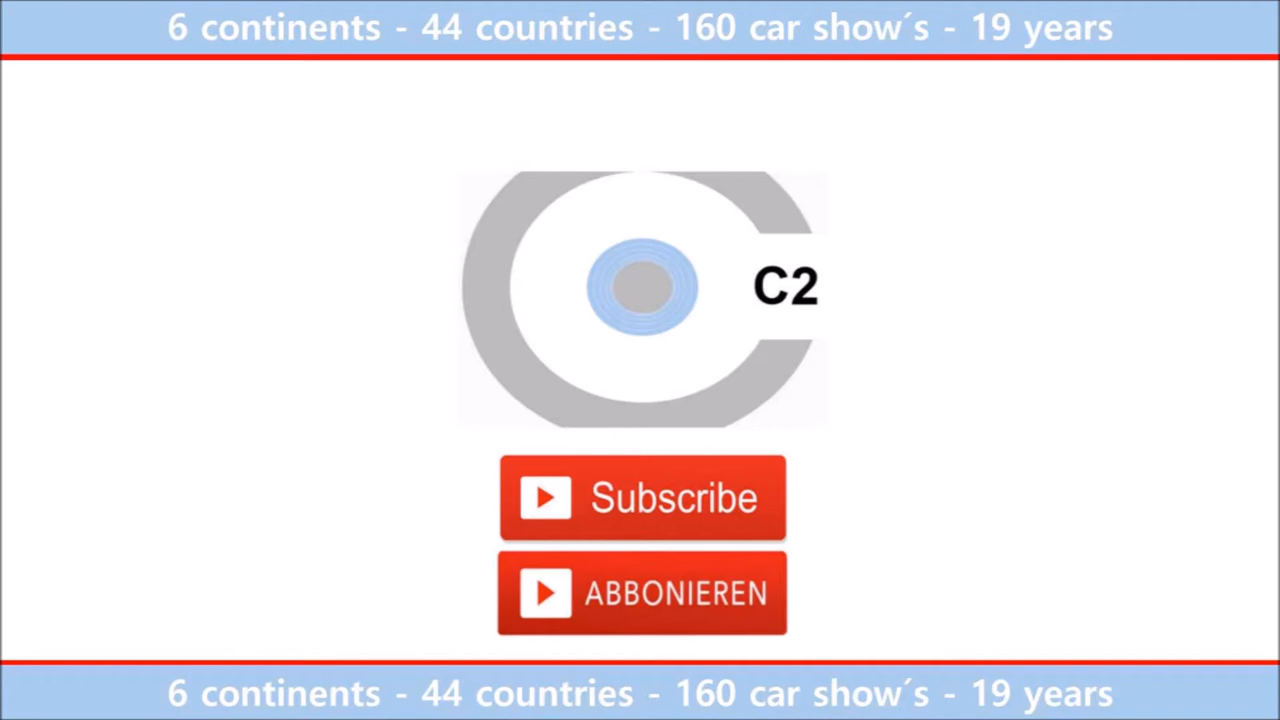 6 continents - 44 countries - 160 car show´s - 19 years
C2
Subscribe
ABBONIEREN
6 continents - 44 countries - 160 car show´s - 19 years